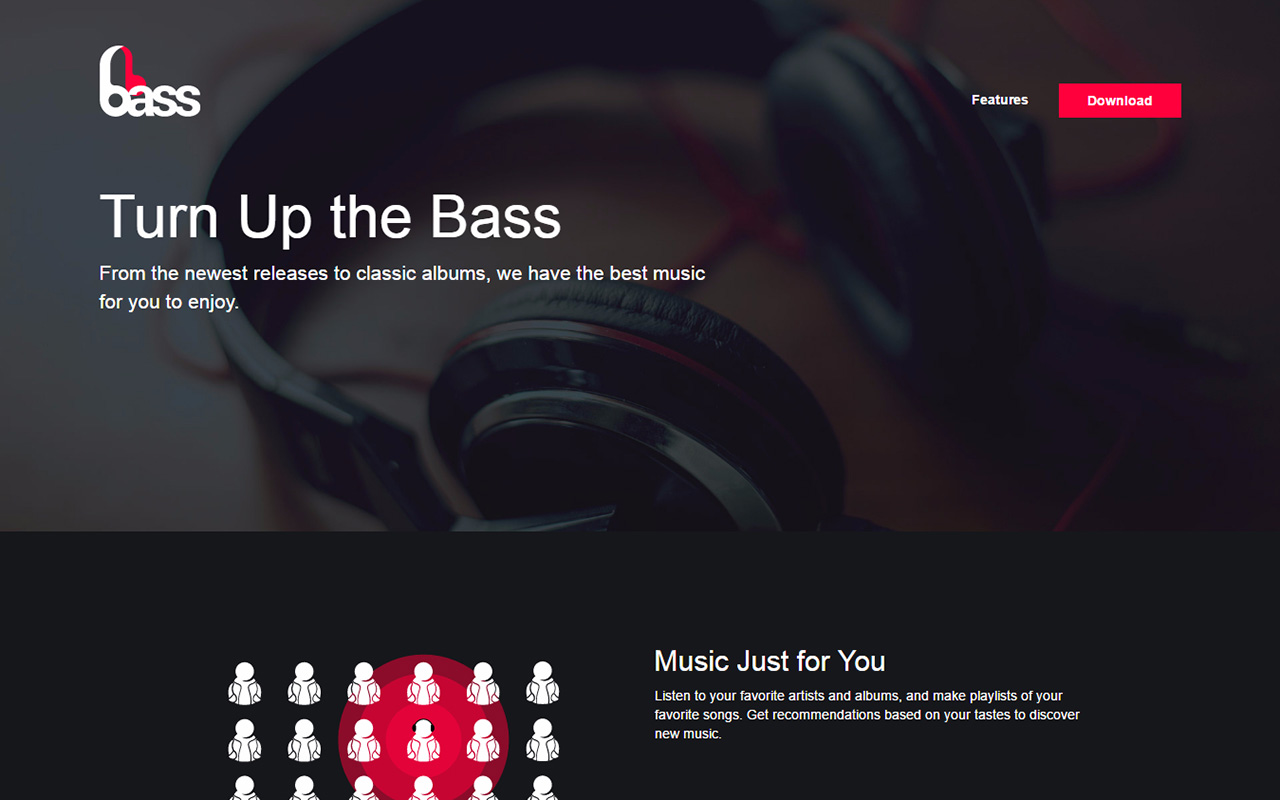 bass
Features
Download
Turn Up the Bass
From the newest releases to classic albums, we have the best music
for you to enjoy.
Music Just for You
Listen to your favorite artists and albums, and make playlists of your
favorite songs. Get recommendations based on your tastes to discover
new music.